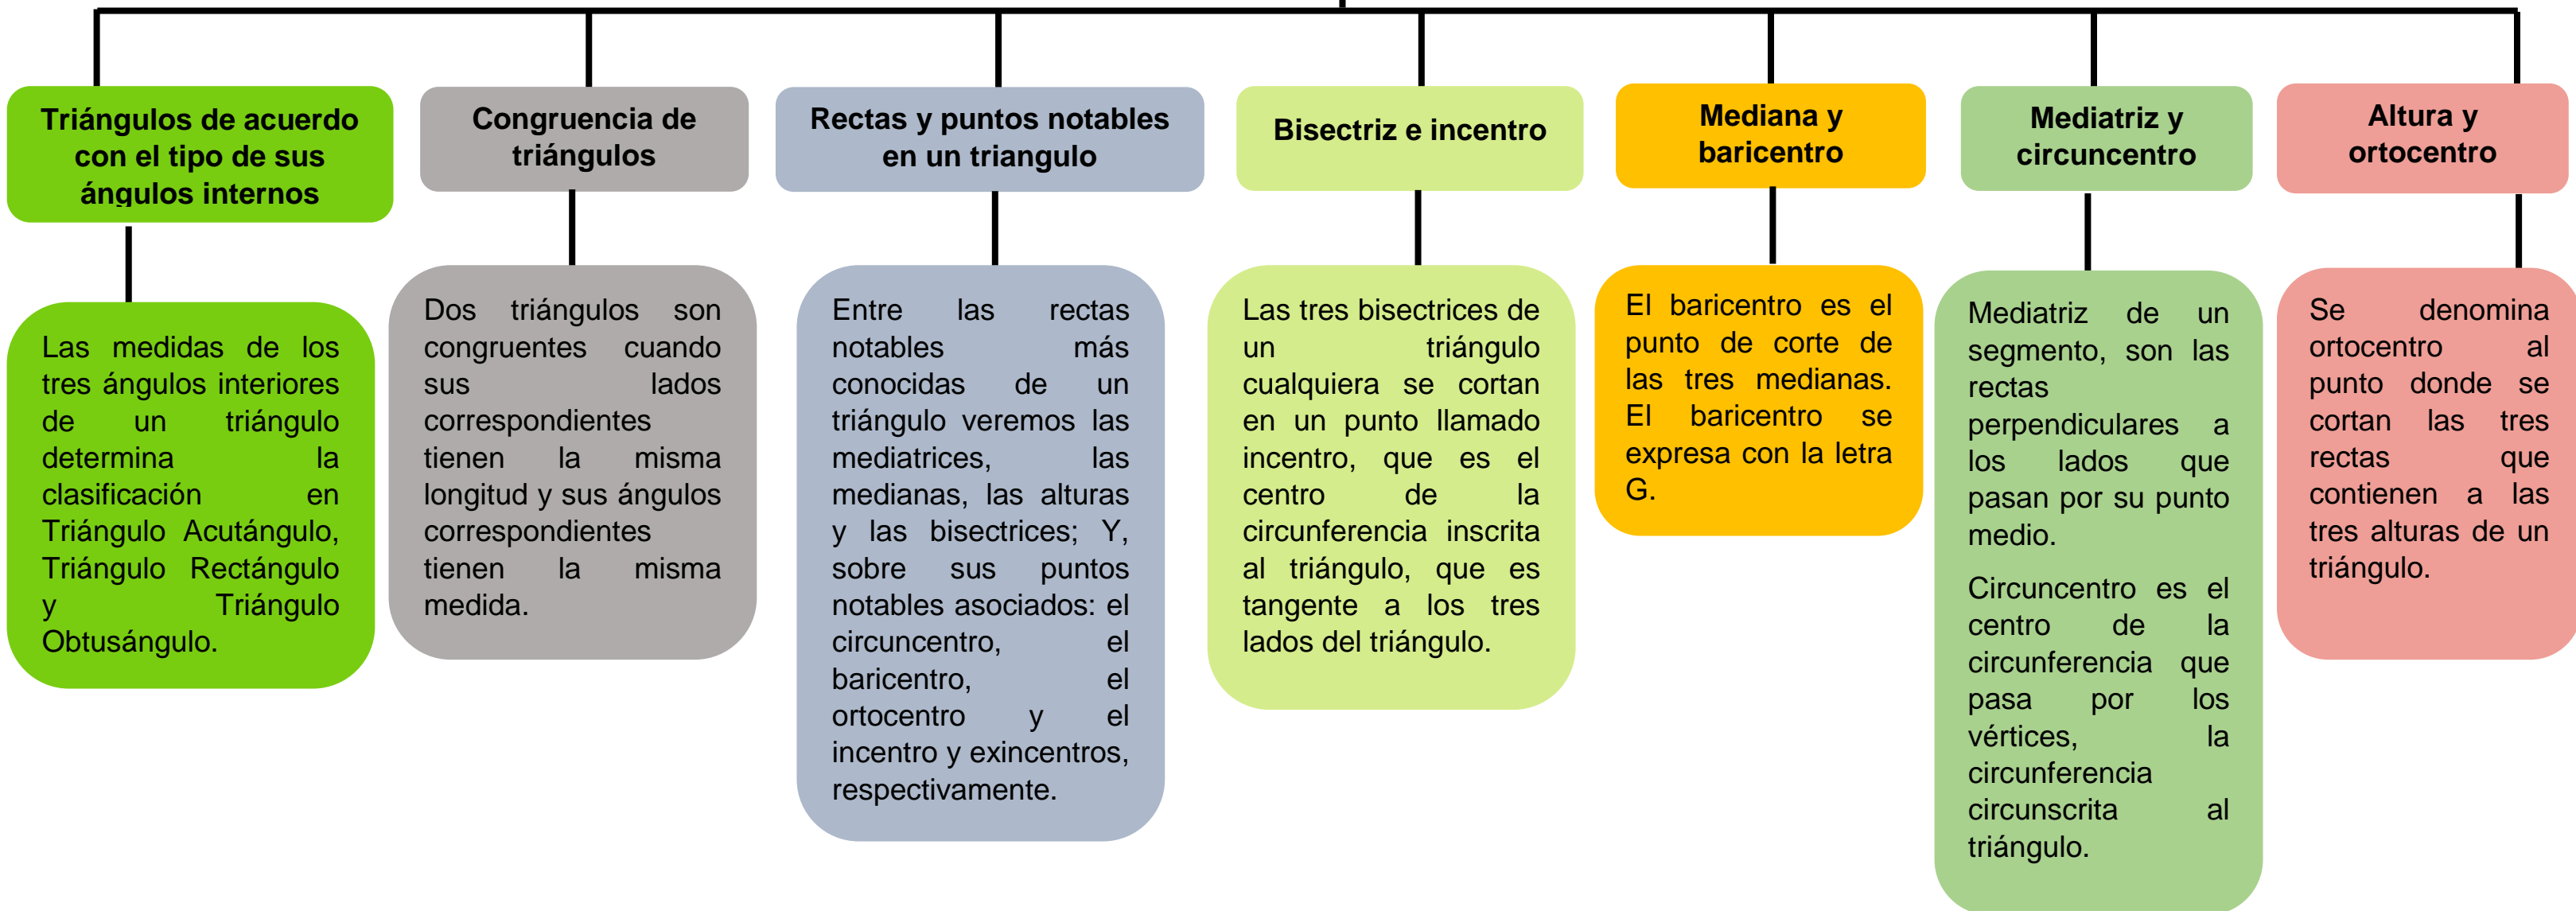 Triángulos de acuerdo
con el tipo de sus
ángulos internos
Las medidas de los
tres ángulos interiores
de un triángulo
determina la
clasificación en
Triángulo Acutángulo,
Triángulo Rectángulo
y Triángulo
Obtusángulo.
Congruencia de
triángulos
Dos triángulos son
congruentes cuando
sus lados
correspondientes
tienen la misma
longitud y sus ángulos
correspondientes
tienen la misma
medida.
Rectas y puntos notables
en un triangulo
Entre las rectas
notables más
conocidas de un
triángulo veremos las
mediatrices, las
medianas, las alturas
y las bisectrices; Y,
sobre sus puntos
notables asociados: el
circuncentro, el
baricentro, el
ortocentro y el
incentro y exincentros,
respectivamente.
Bisectriz e incentro
Las tres bisectrices de
un triángulo
cualquiera se cortan
en un punto llamado
incentro, que es el
centro de la
circunferencia inscrita
al triángulo, que es
tangente a los tres
lados del triángulo.
Mediana y
baricentro
El baricentro es el
punto de corte de
las tres medianas.
El baricentro se
expresa con la letra
G.
Mediatriz y
circuncentro
Mediatriz de un
segmento, son las
rectas
perpendiculares a
los lados que
pasan por su punto
medio.
Circuncentro es el
centro de la
circunferencia que
pasa por los
vértices, la
circunferencia
circunscrita al
triángulo.
Altura y
ortocentro
Se denomina
ortocentro al
punto donde se
cortan las tres
rectas que
contienen a las
tres alturas de un
triángulo.